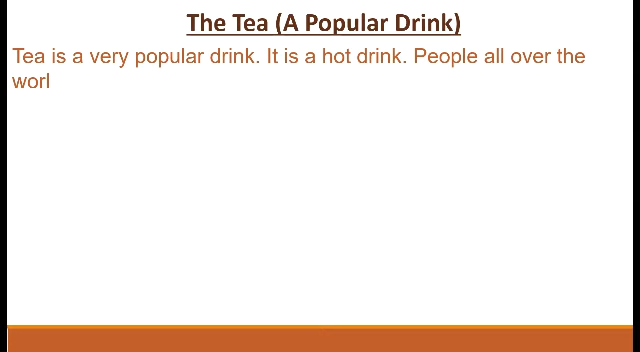 The Tea (A Popular Drink)
Tea is a very popular drink. It is a hot drink. People all over the
worl